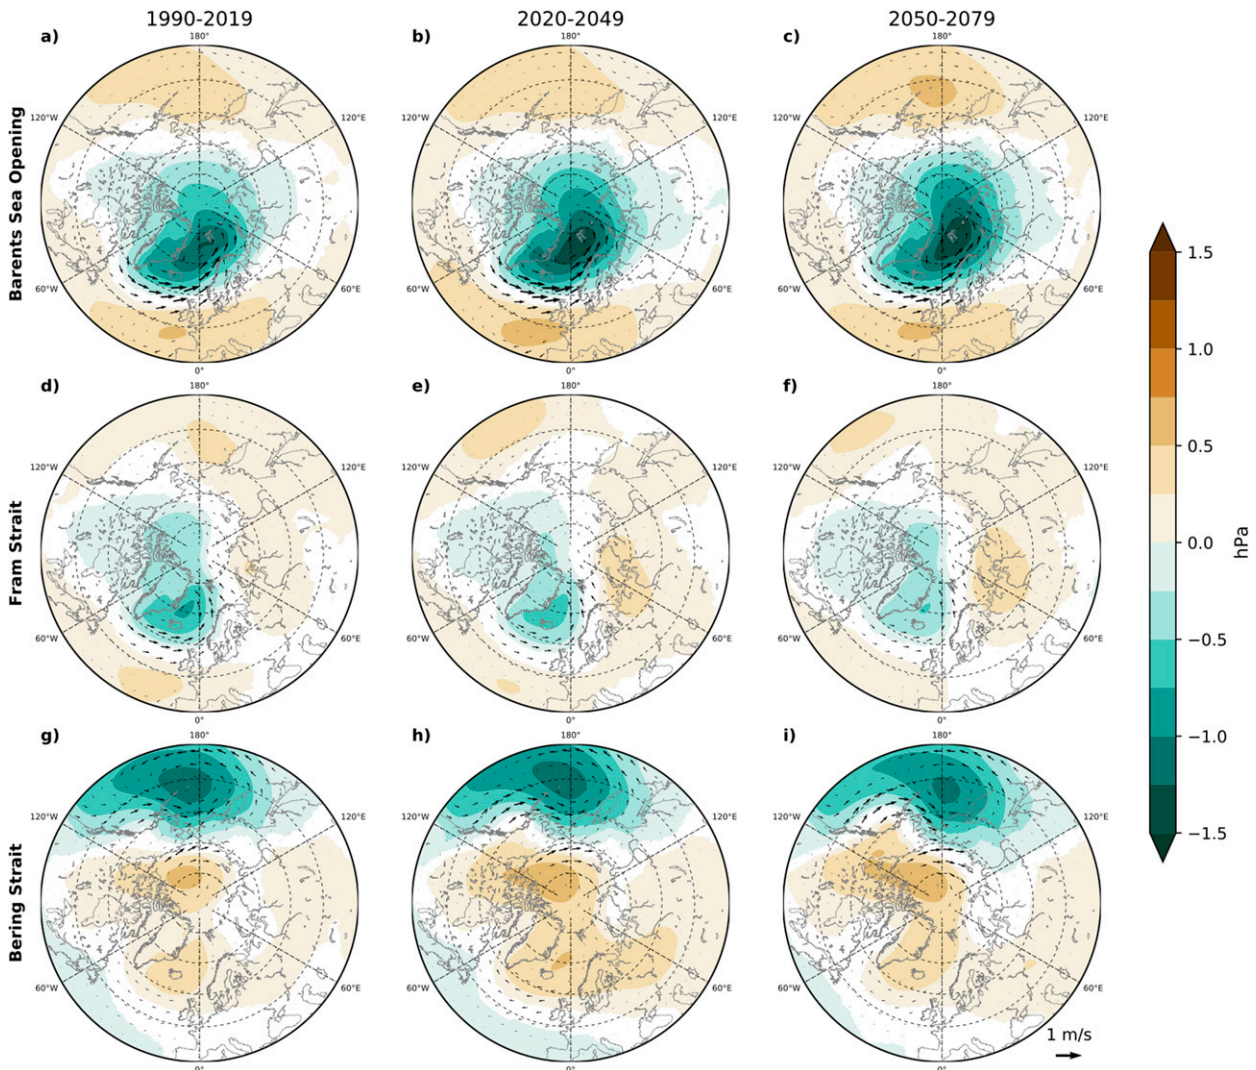 1990-2019 2020-2049 2050-2079
a) b) c)
180° 180° 180°
120°W 120°E 120°W 120°E 120°W 120°E
Barents Sea Opening
60°W 60°E 60°W 60°E 60°W 60°E
0° 0° 0°
d) e) f)
180° 180° 180°
120°W 120°E 120°W 120°E 120°W 120°E
Fram Strait
60°W 60°E 60°W 60°E 60°W 60°E
0° 0° 0°
g) h) i)
180° 180° 180°
120°W 120°E 120°W 120°E 120°W 120°E
Bering Strait
60°W 60°E 60°W 60°E 60°W 60°E
0° 0° 0°
1 m/s
1.5
1.0
0.5
0.0
−0.5
−1.0
−1.5
hPa